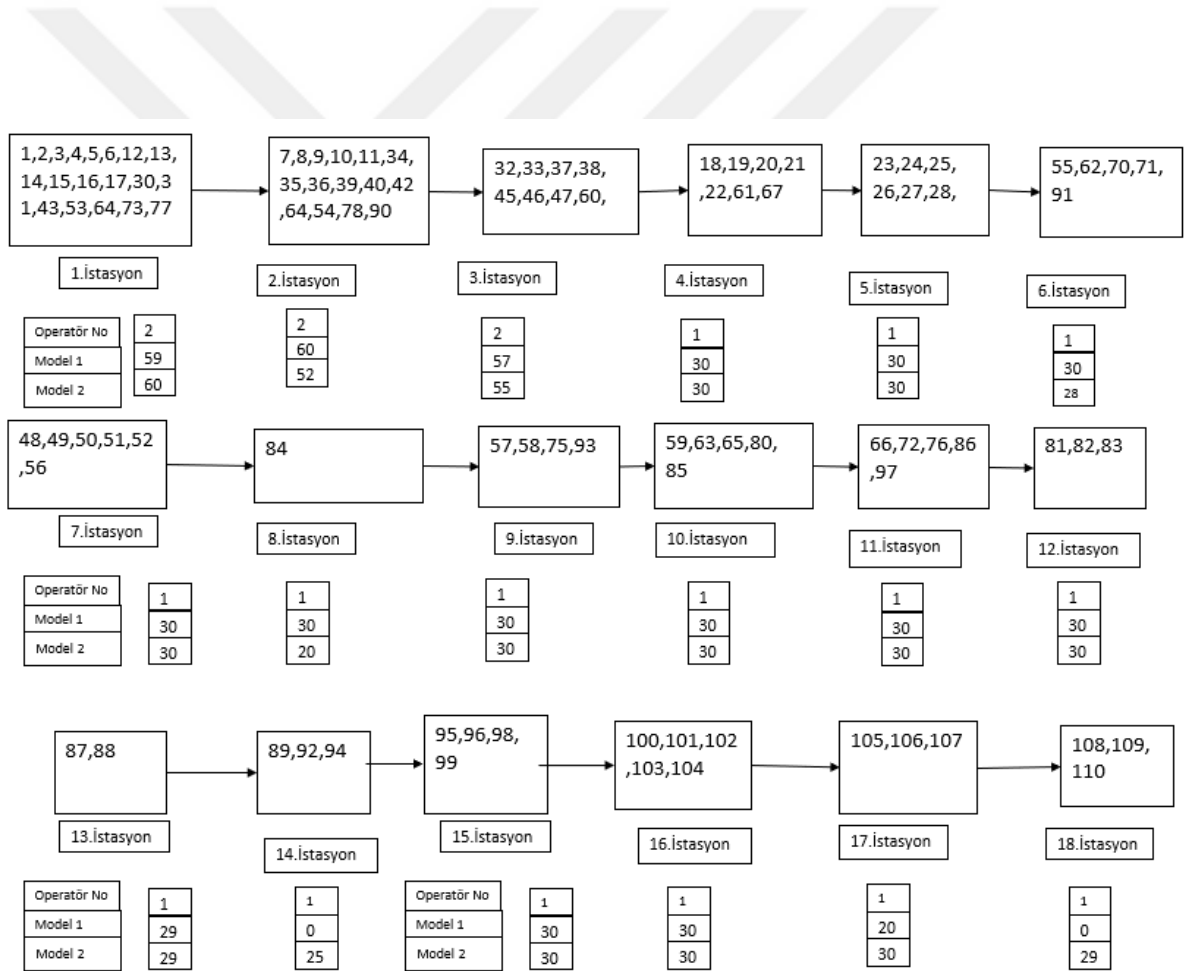 1,2,3,4,5,6,12,13,
14,15,16,17,30,3
1,43,53,64,73,77
7,8,9,10,11,34,
35,36,39,40,42
,64,54,78,90
32,33,37,38,
45,46,47,60,
18,19,20,21
,22,61,67
23,24,25,
26,27,28,
55,62,70,71,
91
1.İstasyon
2.İstasyon
3.İstasyon
4.İstasyon
5.İstasyon
6.İstasyon
Operatör No 2 2 2 1 1 1
Model 1 59 60 57 30 30 30
Model 2 60 52 55 30 30 28
48,49,50,51,52
,56
84
57,58,75,93
59,63,65,80,
85
66,72,76,86
,97
81,82,83
7.İstasyon
8.İstasyon
9.İstasyon
10.İstasyon
11.İstasyon
12.İstasyon
Operatör No 1 1 1 1 1 1
Model 1 30 30 30 30 30 30
Model 2 30 20 30 30 30 30
87,88
89,92,94
95,96,98,
99
100,101,102
,103,104
105,106,107
108,109,
110
13.İstasyon
14.İstasyon
15.İstasyon
16.İstasyon
17.İstasyon
18.İstasyon
Operatör No 1 1 Operatör No 1 1 1 1
Model 1 29 0 Model 1 30 30 20 0
Model 2 29 25 Model 2 30 30 30 29